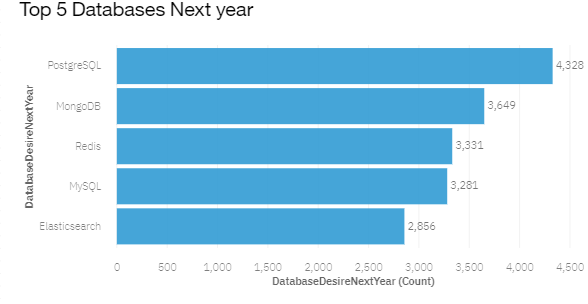 Top 5 Databases Next year
DatabaseDesireNextYear
PostgreSQL 4,328
MongoDB 3,649
Redis 3,331
MySQL 3,281
Elasticsearch 2,856
0 500 1,000 1,500 2,000 2,500 3,000 3,500 4,000 4,500
DatabaseDesireNextYear (Count)